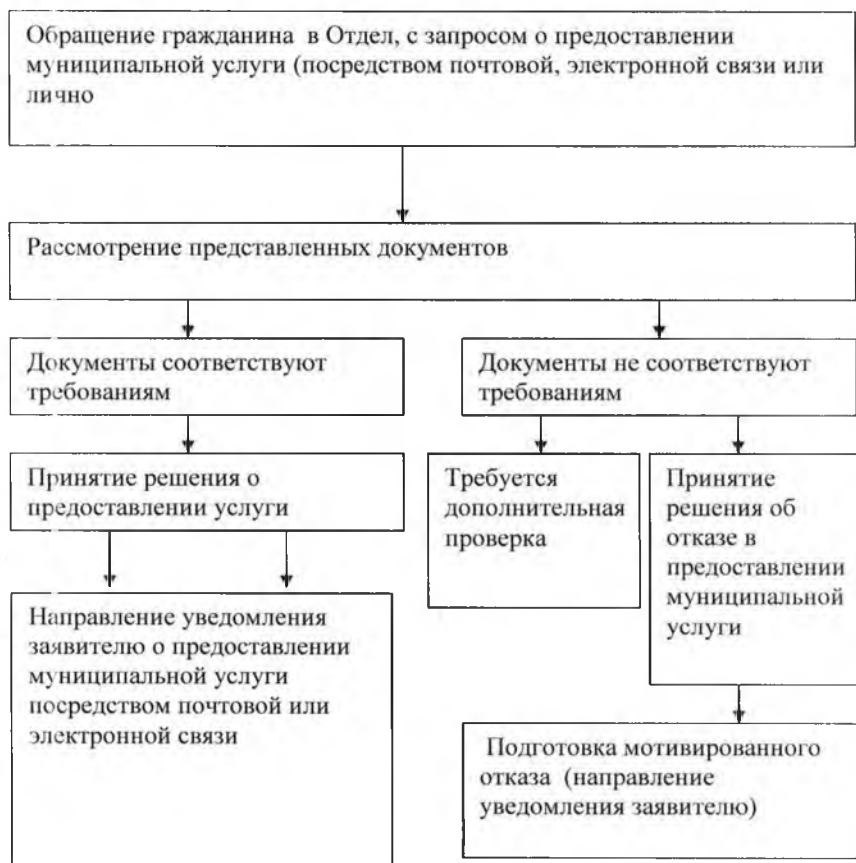 Обращение гражданина в Отдел, с запросом о предоставлении
муниципальной услуги (посредством почтовой, электронной связи или
лично
Рассмотрение представленных документов
Документы соответствуют
требованиям
Документы не соответствуют
требованиям
Принятие решения о
предоставлении услуги
Требуется
дополнительная
проверка
Принятие
решения об
отказе в
предоставлении
муниципальной
услуги
Направление уведомления
заявителю о предоставлении
муниципальной услуги
посредством почтовой или
электронной связи
Подготовка мотивированного
отказа (направление
уведомления заявителю)